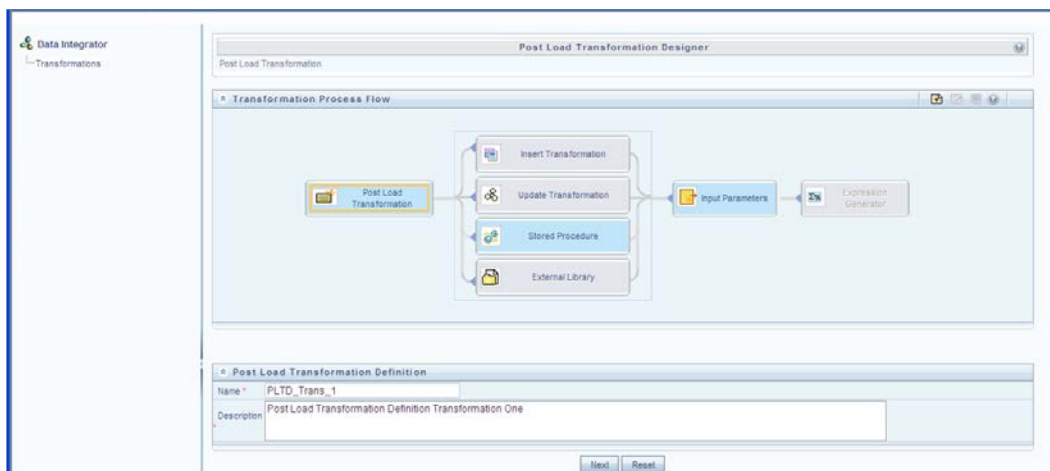 Data Integrator
Transformations
Post Load Transformation Designer
Post Load Transformation
Transformation Process Flow
Insert Transformation
Post Load
Transformation
Update Transformation
Input Parameters
Expression
Generator
Stored Procedure
External Library
Post Load Transformation Definition
Name * PLTD_Trans_1
Description * Post Load Transformation Definition Transformation One
Next Reset